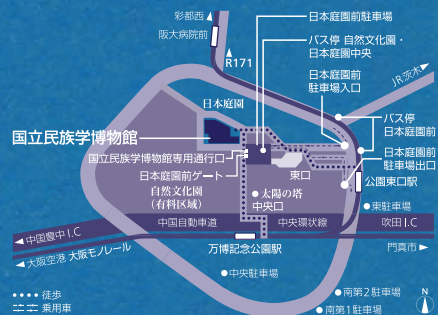 彩都西
阪大病院前
R171
日本庭園前駐車場
バス停 自然文化園・
日本庭園中央
日本庭園前
駐車場入口
JR茨木
日本庭園
国立民族学博物館
バス停
日本庭園前
国立民族学博物館専用通行口
日本庭園前ゲート
東口
日本庭園前
駐車場出口
自然文化園
(有料区域)
太陽の塔
中央口
公園東口駅
東駐車場
中国自動車道
中央環状線
吹田 I.C
中国豊中 I.C
大阪空港 大阪モノレール
万博記念公園駅
門真市
中央駐車場
南第2駐車場
南第1駐車場
徒歩
乗用車
N